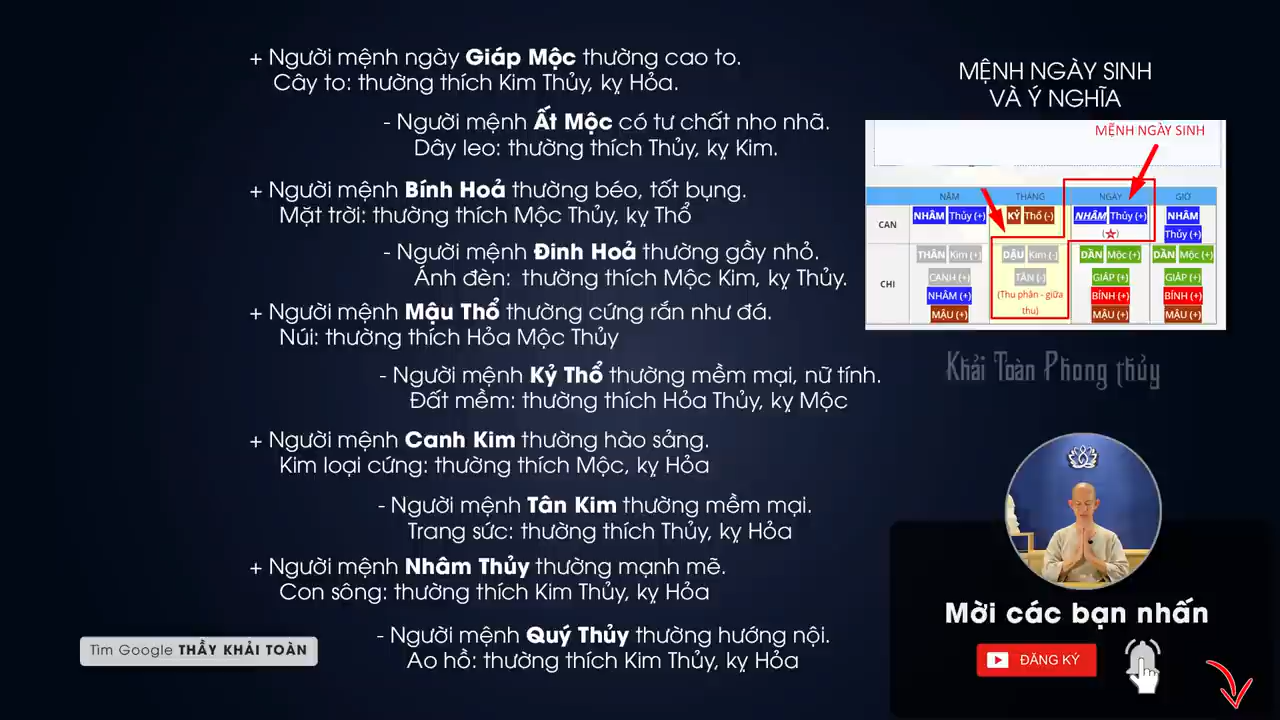 + Người mệnh ngày Giáp Mộc thường cao to.
Cây to: thường thích Kim Thủy, kỵ Hỏa.
- Người mệnh Ất Mộc có tư chất nho nhã.
Dây leo: thường thích Thủy, kỵ Kim.
+ Người mệnh Bính Hoả thường béo, tốt bụng.
Mặt trời: thường thích Mộc Thủy, kỵ Thổ
- Người mệnh Đinh Hoả thường gầy nhỏ.
Ánh đèn: thường thích Mộc Kim, kỵ Thủy.
+ Người mệnh Mậu Thổ thường cứng rắn như đá.
Núi: thường thích Hỏa Mộc Thủy
- Người mệnh Kỷ Thổ thường mềm mại, nữ tính.
Đất mềm: thường thích Hỏa Thủy, kỵ Mộc
+ Người mệnh Canh Kim thường hào sảng.
Kim loại cứng: thường thích Mộc, kỵ Hỏa
- Người mệnh Tân Kim thường mềm mại.
Trang sức: thường thích Thủy, kỵ Hỏa
+ Người mệnh Nhâm Thủy thường mạnh mẽ.
Con sông: thường thích Kim Thủy, kỵ Hỏa
- Người mệnh Quý Thủy thường hướng nội.
Ao hồ: thường thích Kim Thủy, kỵ Hỏa
Tìm Google THẦY KHẢI TOÀN
MỆNH NGÀY SINH
VÀ Ý NGHĨA
MỆNH NGÀY SINH
NĂM THÁNG NGÀY GIỜ
CAN NHÂM Thủy (+) KỶ Thổ (-) NHÂM Thủy (+) NHÂM
( ) Thủy (+)
THÂN Kim (+) DẬU Kim (-) DẦN Mộc (+) DẦN Mộc (+)
CANH (+) TÂN (-) GIÁP (+) GIÁP (+)
CHI NHÂM (+) (Thu phân - giữa BÍNH (+) BÍNH (+)
MẬU (+) thu) MẬU (+) MẬU (+)
Khải Toàn Phong thủy
Mời các bạn nhấn
ĐĂNG KÝ